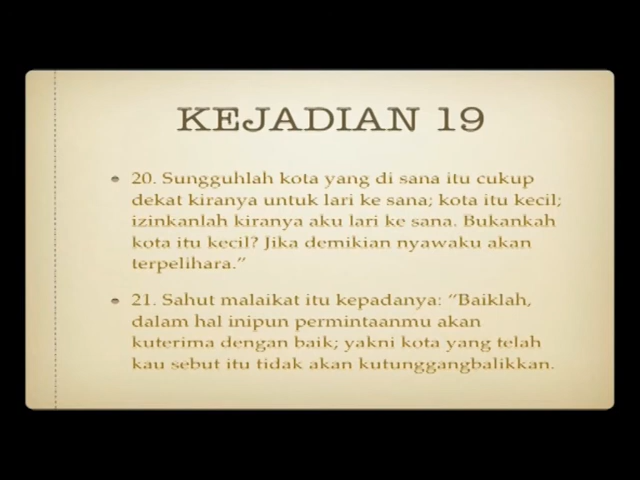 KEJADIAN 19
20. Sungguhlah kota yang di sana itu cukup
dekat kiranya untuk lari ke sana; kota itu kecil;
izinkanlah kiranya aku lari ke sana. Bukankah
kota itu kecil? Jika demikian nyawaku akan
terpelihara.”
21. Sahut malaikat itu kepadanya: “Baiklah,
dalam hal inipun permintaanmu akan
kuterima dengan baik; yakni kota yang telah
kau sebut itu tidak akan kutunggangbalikkan.